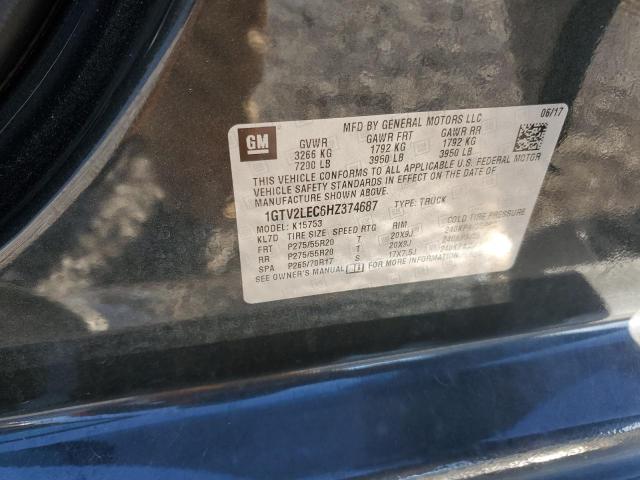 06/17
MFD BY GENERAL MOTORS LLC
GM GVWR GAWR FRT GAWR RR
3266 KG 1792 KG 1792 KG
7200 LB 3950 LB 3950 LB
THIS VEHICLE CONFORMS TO ALL APPLICABLE U.S. FEDERAL MOTOR
VEHICLE SAFETY STANDARDS IN EFFECT ON THE DATE OF
MANUFACTURE SHOWN ABOVE.
1GTV2LEC6HZ374687 TYPE: TRUCK
MODEL: K15753
KL7D TIRE SIZE SPEED RTG RIM COLD TIRE
FRT P275/55R20 T 20X9J
RR P275/55R20 T 20X9J
SPA P265/70R17 S 17X7.5J
SEE OWNER'S MANUAL FOR MORE INFORMATION.